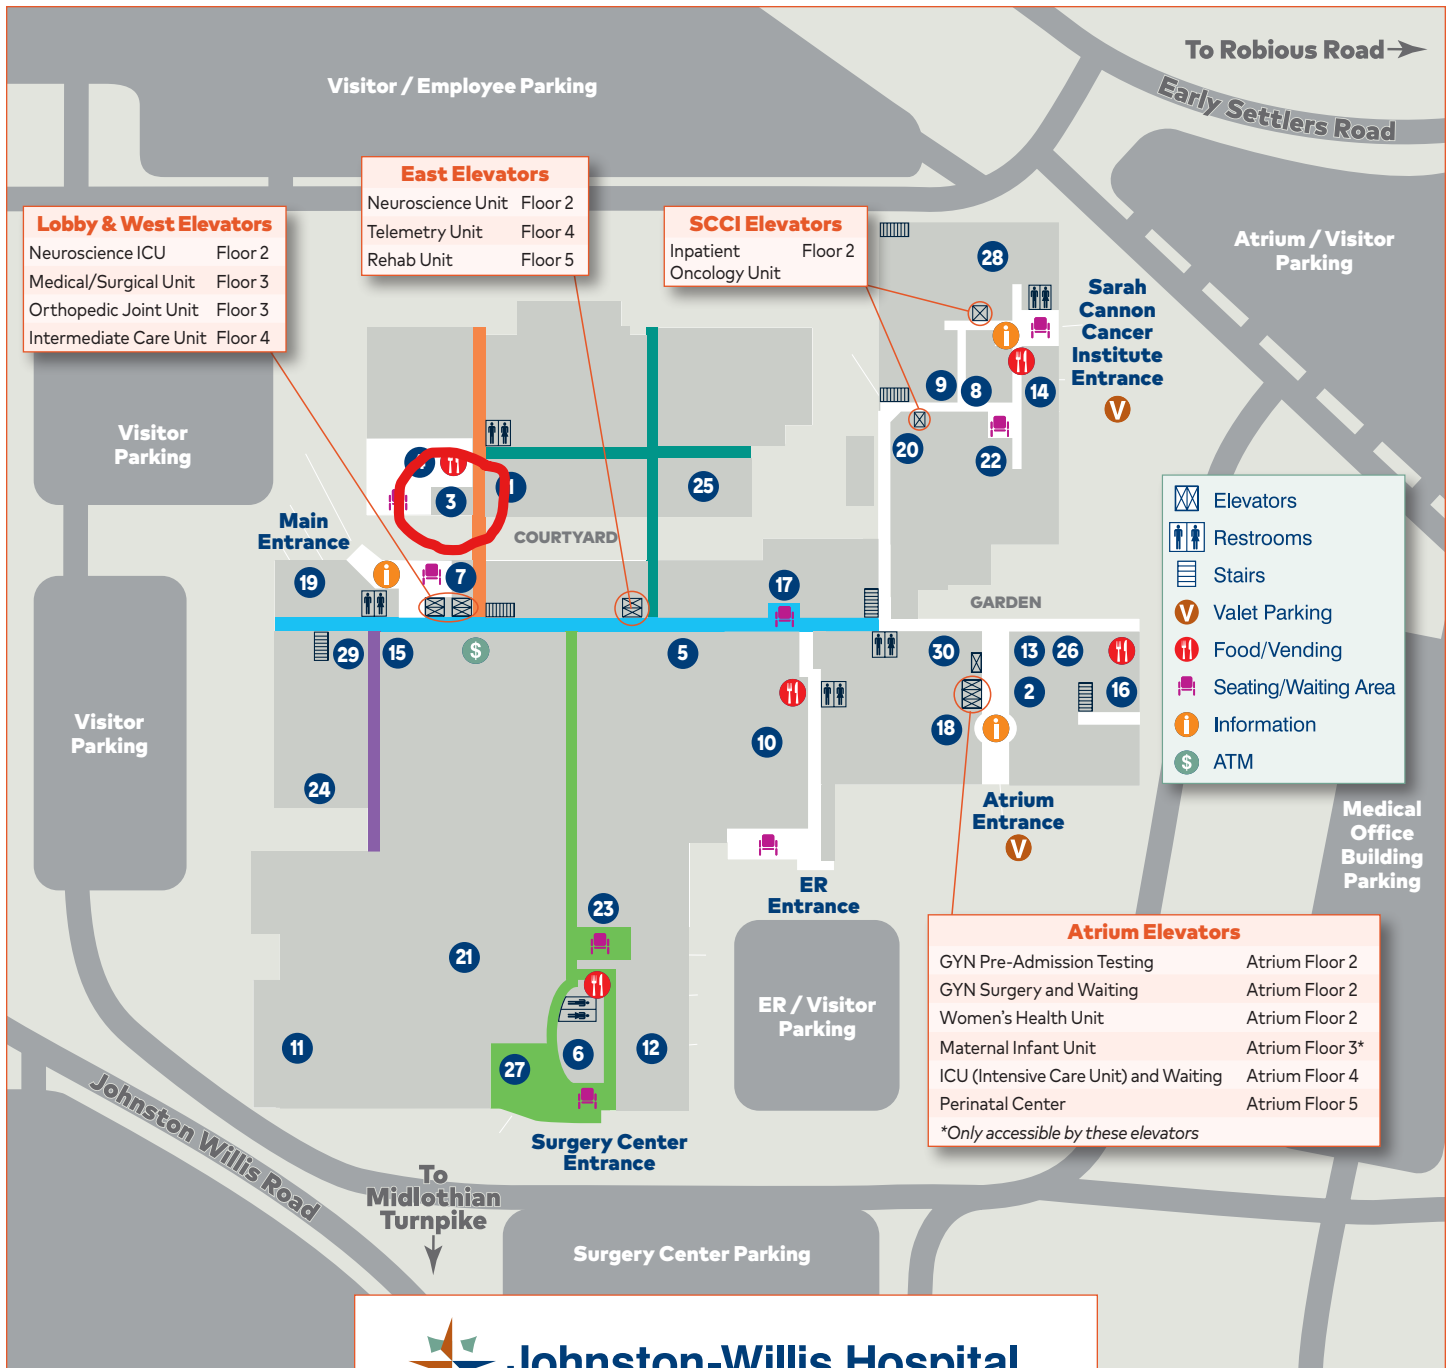 To Robious Road
Early Settlers Road
Visitor / Employee Parking
East Elevators
Neuroscience Unit Floor 2
Telemetry Unit Floor 4
Rehab Unit Floor 5
Lobby & West Elevators
Neuroscience ICU Floor 2
Medical/Surgical Unit Floor 3
Orthopedic Joint Unit Floor 3
Intermediate Care Unit Floor 4
SCCI Elevators
Inpatient Floor 2
Oncology Unit
Atrium / Visitor
Parking
28
Sarah
Cannon
Cancer
Institute
Entrance
V
i
9
8
14
20
22
Visitor
Parking
3
25
COURTYARD
Main
Entrance
19
i
7
17
GARDEN
Elevators
Restrooms
Stairs
V Valet Parking
Food/Vending
Seating/Waiting Area
i Information
$ ATM
29
15
$
5
30
13
26
2
16
18
i
10
Visitor
Parking
24
Atrium
Entrance
V
Medical
Office
Building
Parking
ER
Entrance
23
21
11
6
12
27
ER / Visitor
Parking
Atrium Elevators
GYN Pre-Admission Testing Atrium Floor 2
GYN Surgery and Waiting Atrium Floor 2
Women's Health Unit Atrium Floor 2
Maternal Infant Unit Atrium Floor 3*
ICU (Intensive Care Unit) and Waiting Atrium Floor 4
Perinatal Center Atrium Floor 5
*Only accessible by these elevators
Surgery Center
Entrance
Johnston Willis Road
To
Midlothian
Turnpike
Surgery Center Parking
Johnston-Willis Hospital